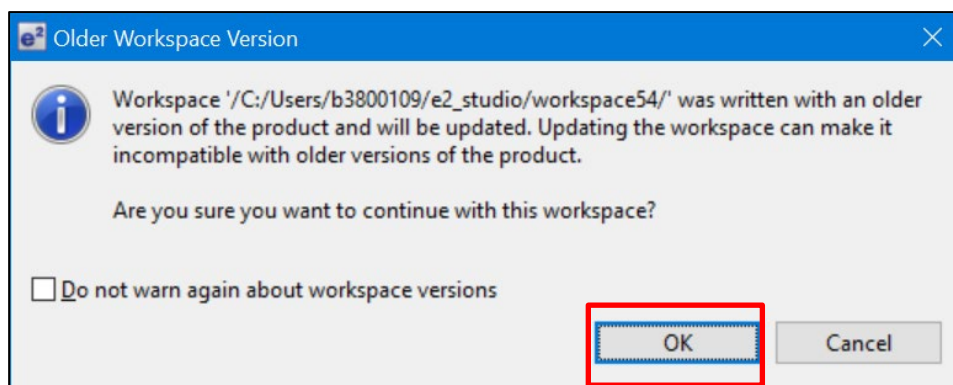 e² Older Workspace Version
Workspace '/C:/Users/b3800109/e2_studio/workspace54/' was written with an older
version of the product and will be updated. Updating the workspace can make it
incompatible with older versions of the product.
Are you sure you want to continue with this workspace?
Do not warn again about workspace versions
OK Cancel